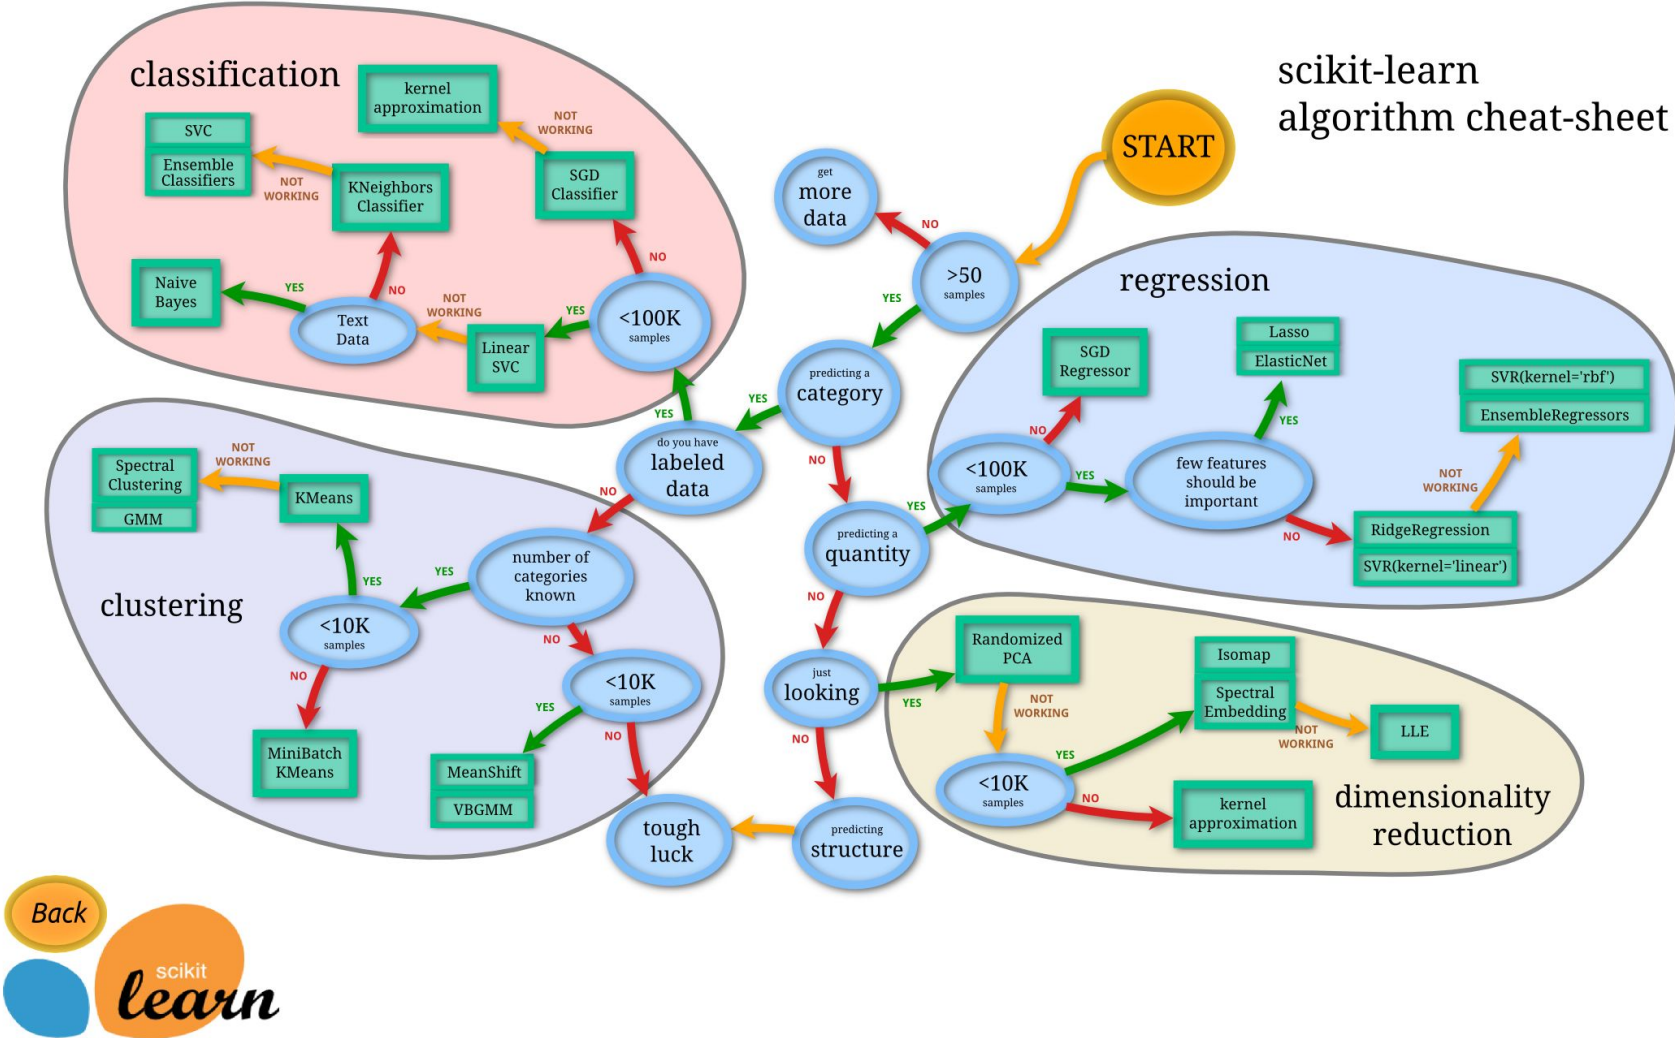 scikit-learn
algorithm cheat-sheet
START
classification
kernel
approximation
NOT
WORKING
SVC
Ensemble
Classifiers
NOT
WORKING
KNeighbors
Classifier
SGD
Classifier
NO
Naive
Bayes
YES
NO
Text
Data
NOT
WORKING
Linear
SVC
YES
<100K
samples
YES
get
more
data
NO
>50
samples
YES
predicting a
category
YES
NO
do you have
labeled
data
NO
predicting a
quantity
YES
NO
just
looking
YES
NO
predicting
structure
tough
luck
regression
SGD
Regressor
NO
<100K
samples
YES
Lasso
ElasticNet
YES
few features
should be
important
NO
SVR(kernel='rbf')
EnsembleRegressors
NOT
WORKING
RidgeRegression
SVR(kernel='linear')
clustering
Spectral
Clustering
GMM
NOT
WORKING
KMeans
YES
<10K
samples
NO
MiniBatch
KMeans
YES
number of
categories
known
NO
<10K
samples
YES
NO
MeanShift
VBGMM
dimensionality
reduction
Randomized
PCA
NOT
WORKING
<10K
samples
YES
NO
Isomap
Spectral
Embedding
NOT
WORKING
LLE
kernel
approximation
Back
scikit
learn